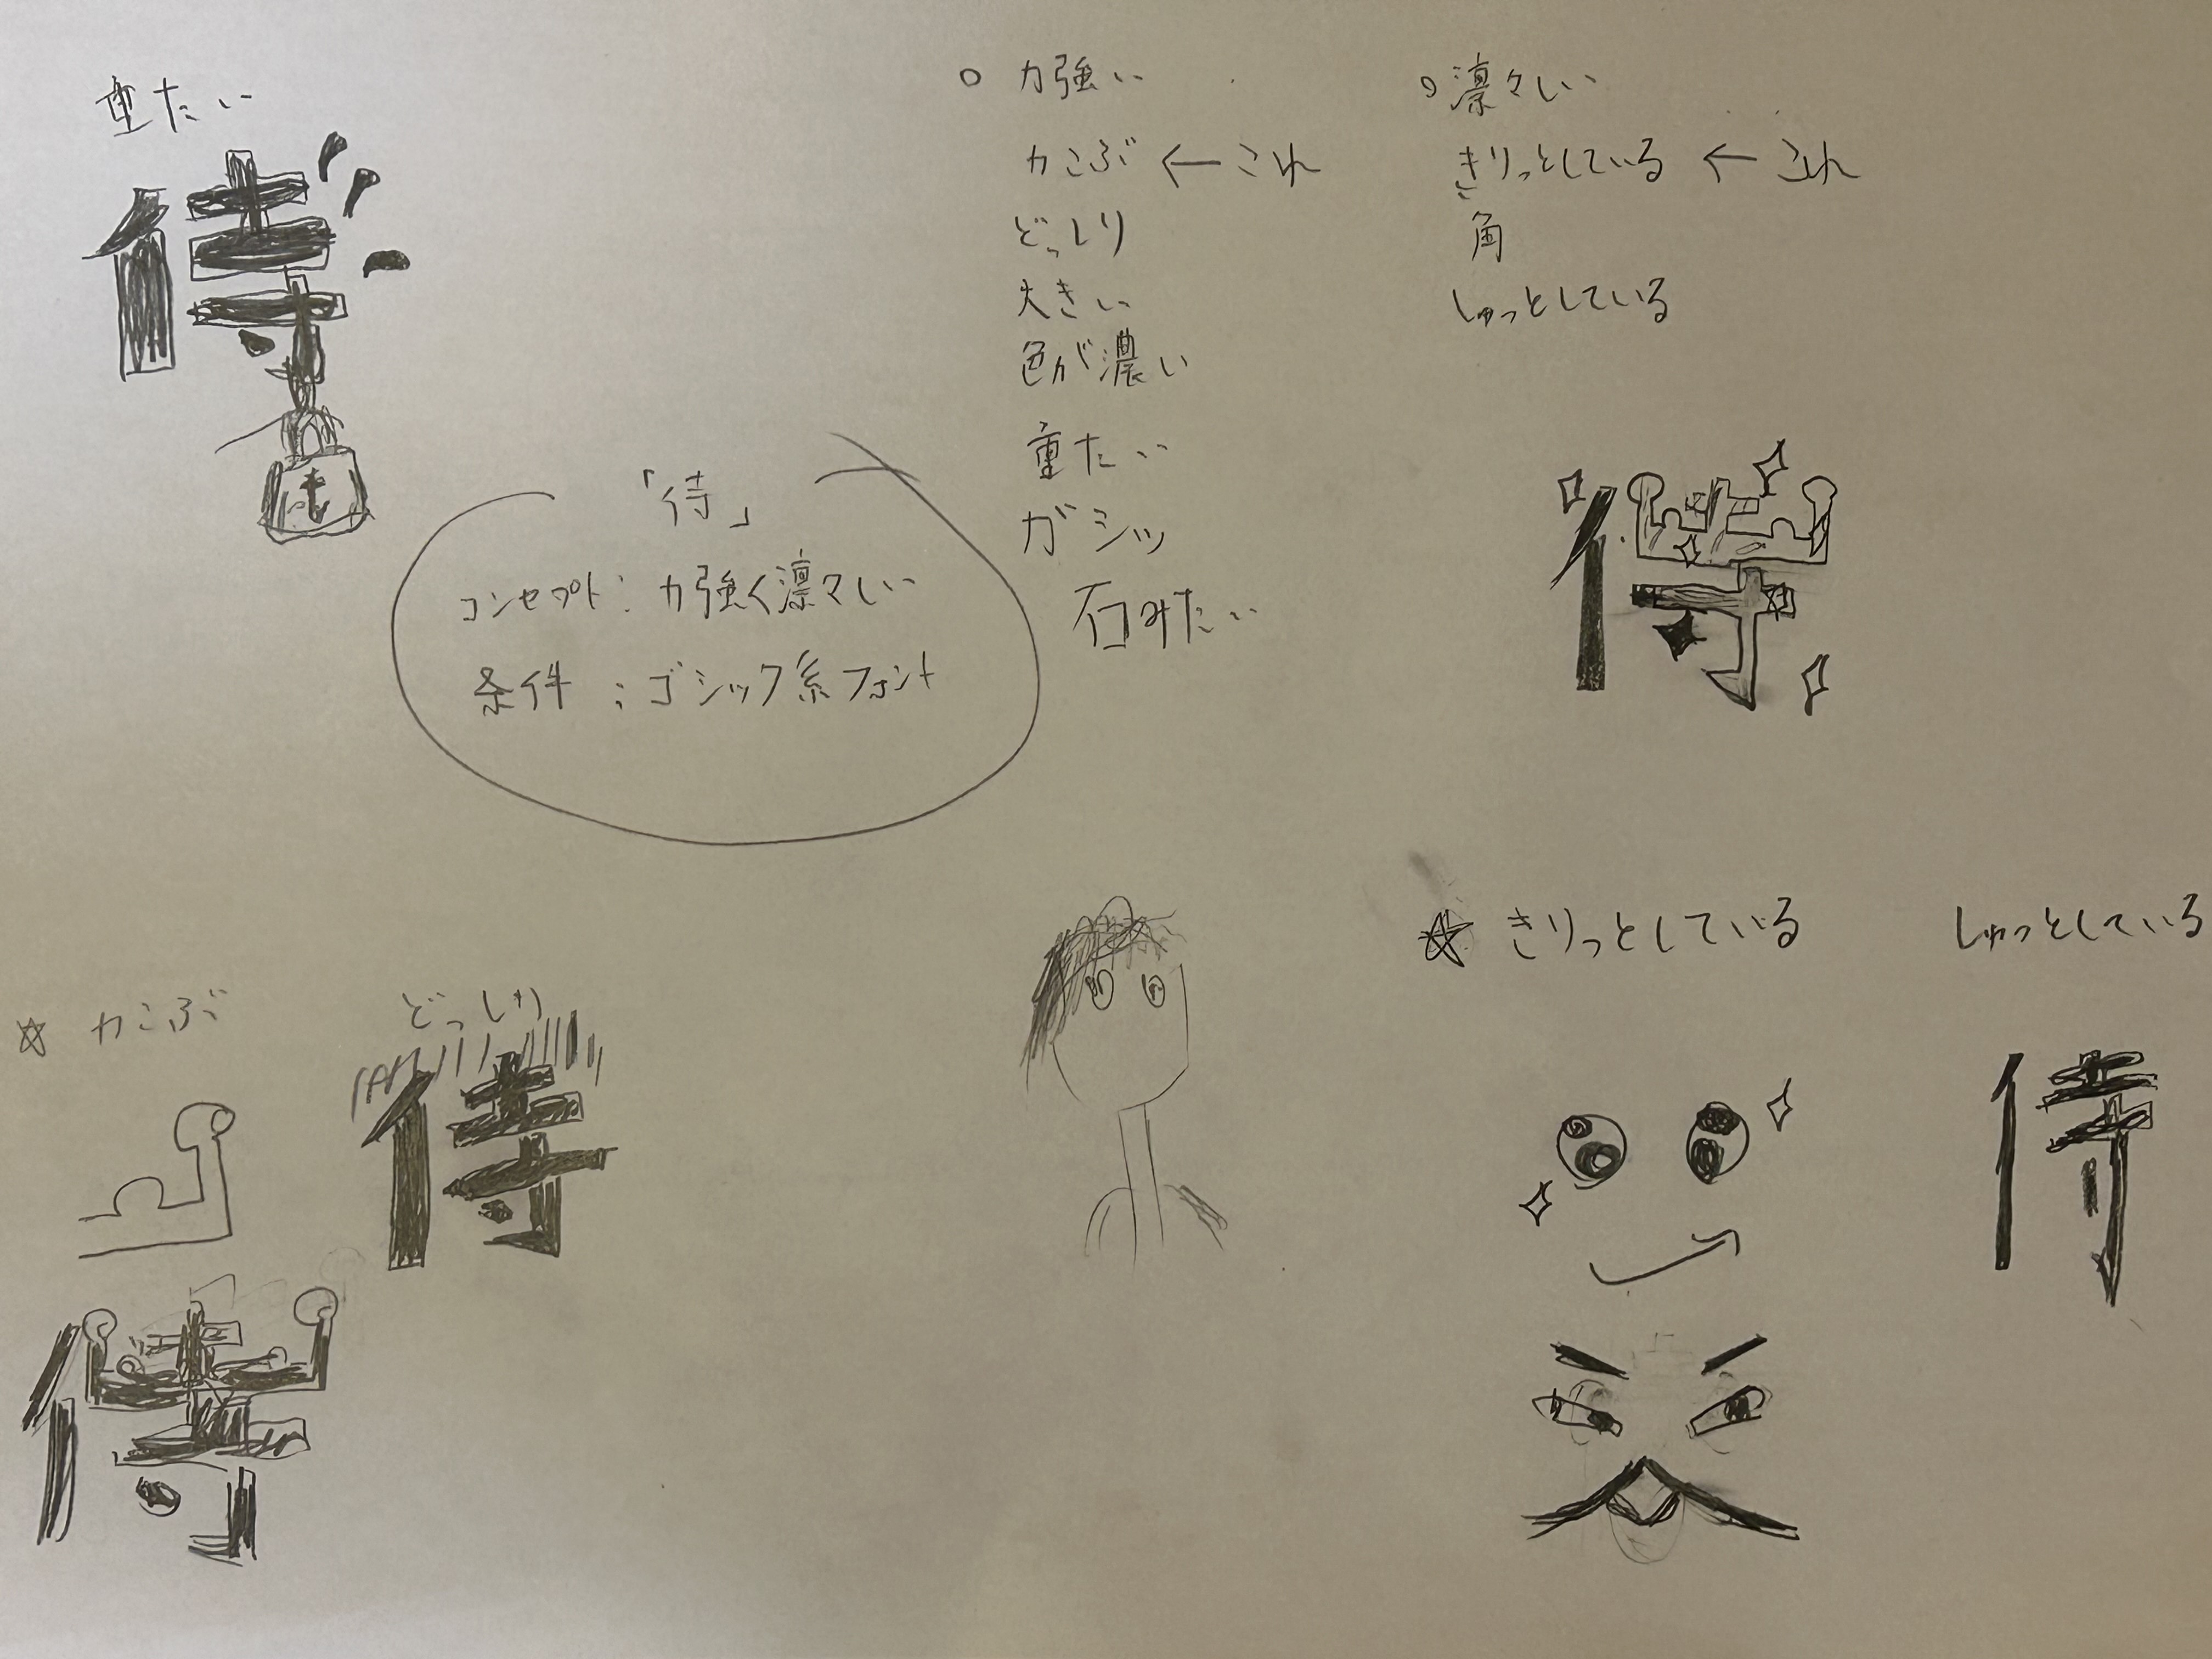 重たい
侍
重
「侍」
コンセプト：力強く凛々しい
条件：ゴシック系フォント
○ 力強い
力こぶ ← これ
どっしり
大きい
色が濃い
重たい
ガシッ
石みたい
○ 凛々しい
きりっとしている ← これ
角
しゅっとしている
侍
☆ 力こぶ
侍
どっしり
侍
☆ きりっとしている
しゅっとしている
侍